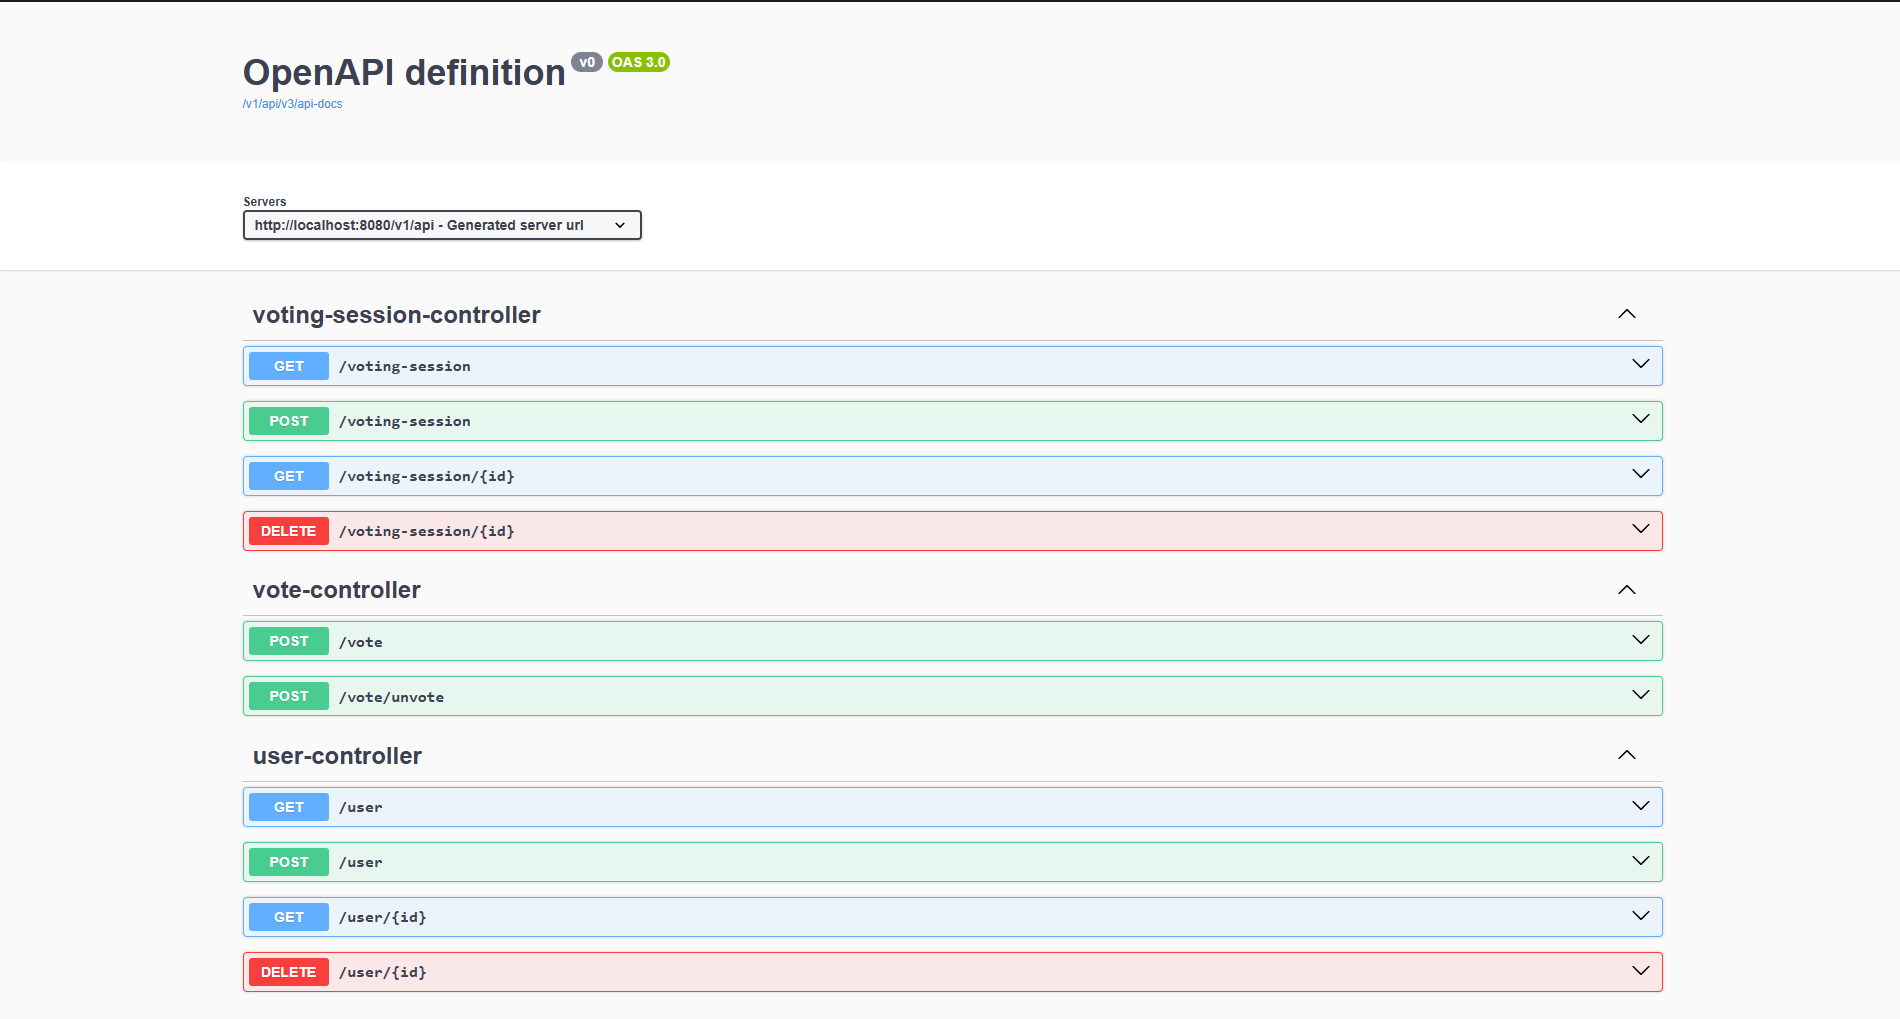 OpenAPI definition v0 OAS 3.0
/v1/api/v3/api-docs
Servers
http://localhost:8080/v1/api - Generated server url
voting-session-controller
GET /voting-session
POST /voting-session
GET /voting-session/{id}
DELETE /voting-session/{id}
vote-controller
POST /vote
POST /vote/unvote
user-controller
GET /user
POST /user
GET /user/{id}
DELETE /user/{id}